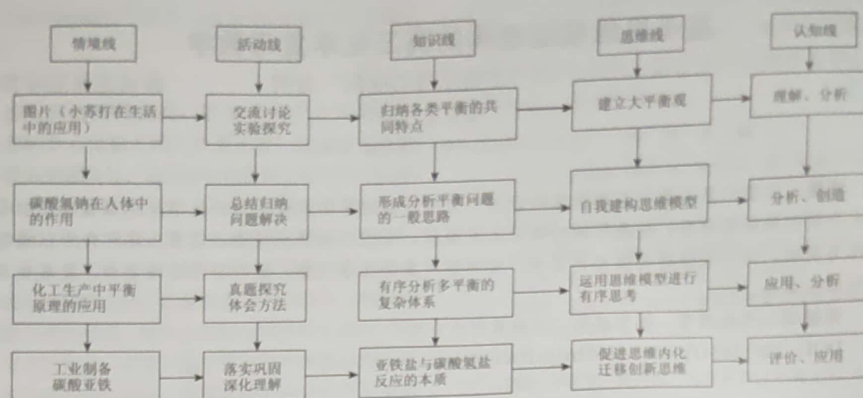 情境线
活动线
知识线
思维线
认知线
图片（小苏打在生活
中的应用）
交流讨论
实验探究
归纳各类平衡的共
同特点
建立大平衡观
理解、分析
碳酸氢钠在人体中
的作用
总结归纳
问题解决
形成分析平衡问题
的一般思路
自我建构思维模型
分析、创造
化工生产中平衡
原理的应用
真题探究
体会方法
有序分析多平衡的
复杂体系
运用思维模型进行
有序思考
应用、分析
工业制备
碳酸亚铁
落实巩固
深化理解
亚铁盐与碳酸氢盐
反应的本质
促进思维内化
迁移创新思维
评价、应用